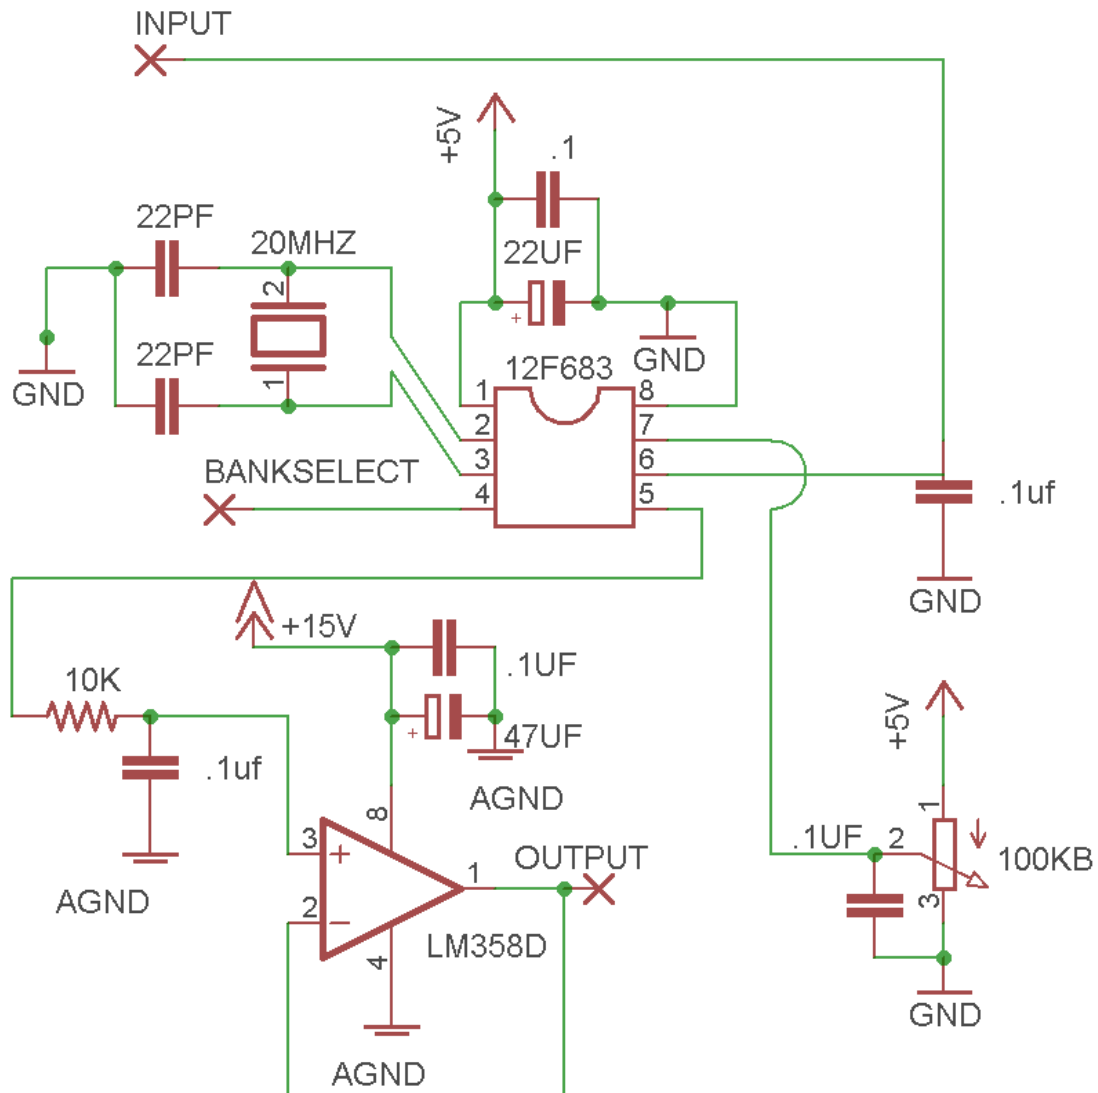 INPUT
+5V
.1
22PF
20MHZ
22UF
2
+
22PF
GND
12F683
GND
1
1
8
2
7
BANKSELECT
3
6
4
5
.1uf
GND
+15V
.1UF
10K
+5V
47UF
+
.1uf
AGND
8
1
3
+
OUTPUT
.1UF
2
100KB
AGND
1
2
−
LM358D
3
4
GND
AGND